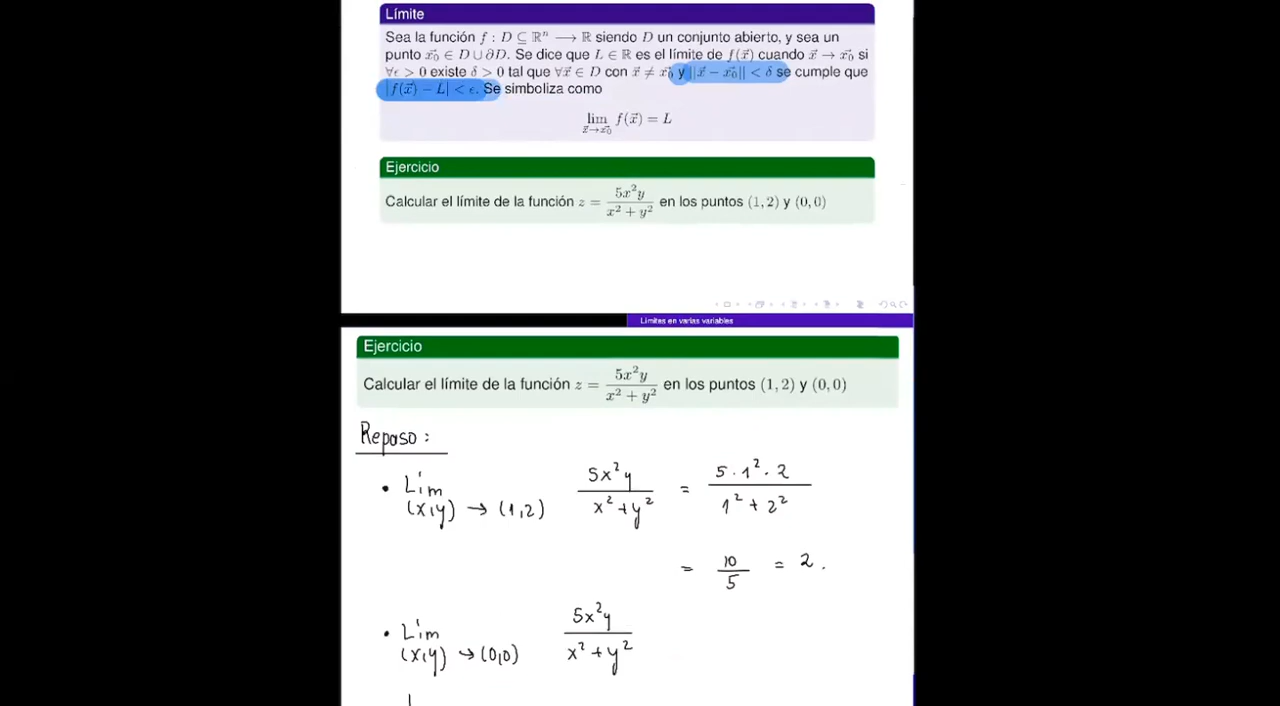 Límite
Sea la función f : D ⊆ ℝⁿ ⟶ ℝ siendo D un conjunto abierto, y sea un
punto x⃗₀ ∈ D ∪ ∂D. Se dice que L ∈ ℝ es el límite de f(x⃗) cuando x⃗ → x⃗₀ si
∀ϵ > 0 existe δ > 0 tal que ∀x⃗ ∈ D con x⃗ ≠ x⃗₀ y ||x⃗ − x⃗₀|| < δ se cumple que
|f(x⃗) − L| < ϵ. Se simboliza como
lim f(x⃗) = L
x⃗→x⃗₀
Ejercicio
Calcular el límite de la función z = 5x²y / x² + y² en los puntos (1, 2) y (0, 0)
Límites en varias variables
Ejercicio
Calcular el límite de la función z = 5x²y / x² + y² en los puntos (1, 2) y (0, 0)
Repaso :
• Lim 5x²y / x² + y² = 5 · 1² · 2 / 1² + 2²
(x,y) → (1,2)
= 10 / 5 = 2 .
• Lim 5x²y / x² + y²
(x,y) → (0,0)